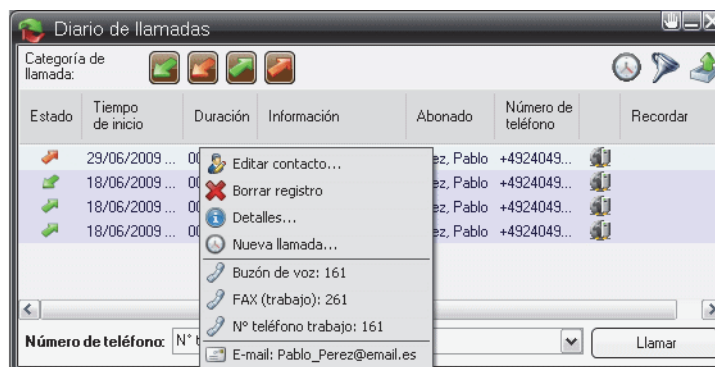 Diario de llamadas
Categoría de
llamada:
Estado
Tiempo
de inicio
Duración
Información
Abonado
Número de
teléfono
Recordar
29/06/2009 ...
ez, Pablo
+4924049...
18/06/2009 ...
ez, Pablo
+4924049...
18/06/2009 ...
ez, Pablo
+4924049...
18/06/2009 ...
ez, Pablo
+4924049...
Editar contacto...
Borrar registro
Detalles...
Nueva llamada...
Buzón de voz: 161
FAX (trabajo): 261
Nº teléfono trabajo: 161
E-mail: Pablo_Perez@email.es
Número de teléfono:
N° t
Llamar